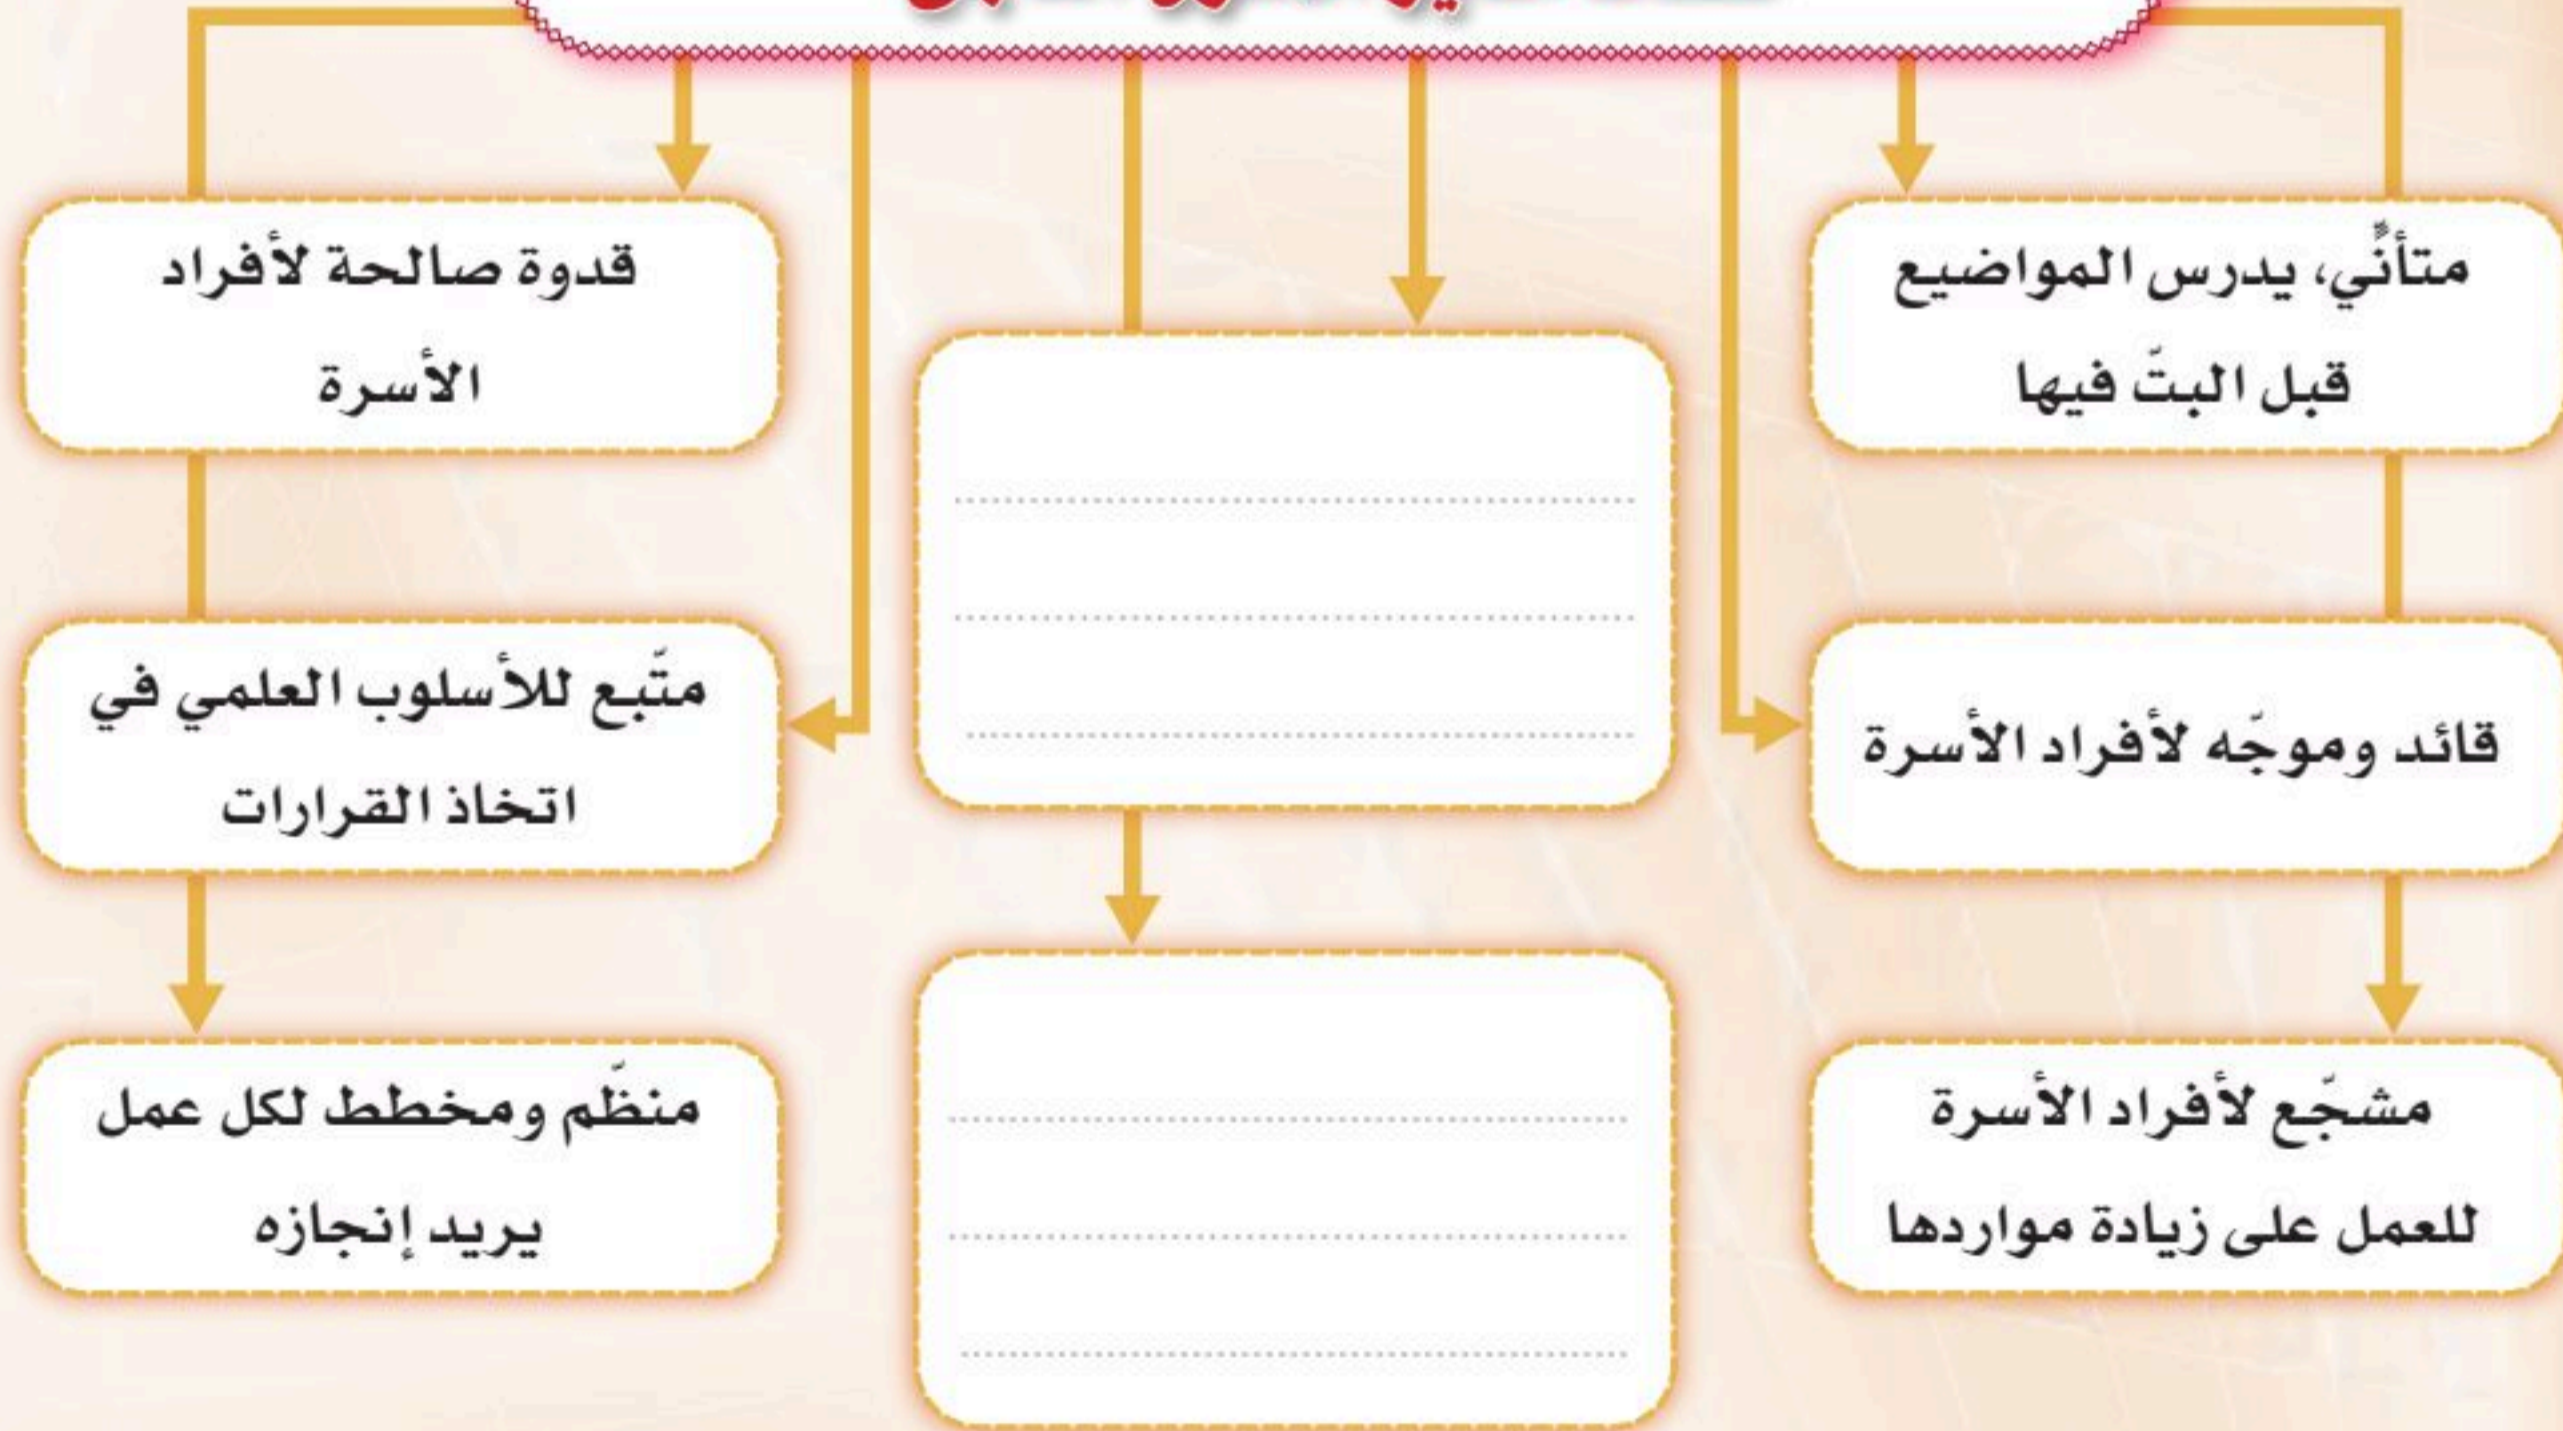 متأنٍّي، يدرس المواضيع
قبل البتّ فيها
قدوة صالحة لأفراد
الأسرة
قائد وموجّه لأفراد الأسرة
متّبع للأسلوب العلمي في
اتخاذ القرارات
مشجّع لأفراد الأسرة
للعمل على زيادة مواردها
منظّم ومخطط لكل عمل
يريد إنجازه